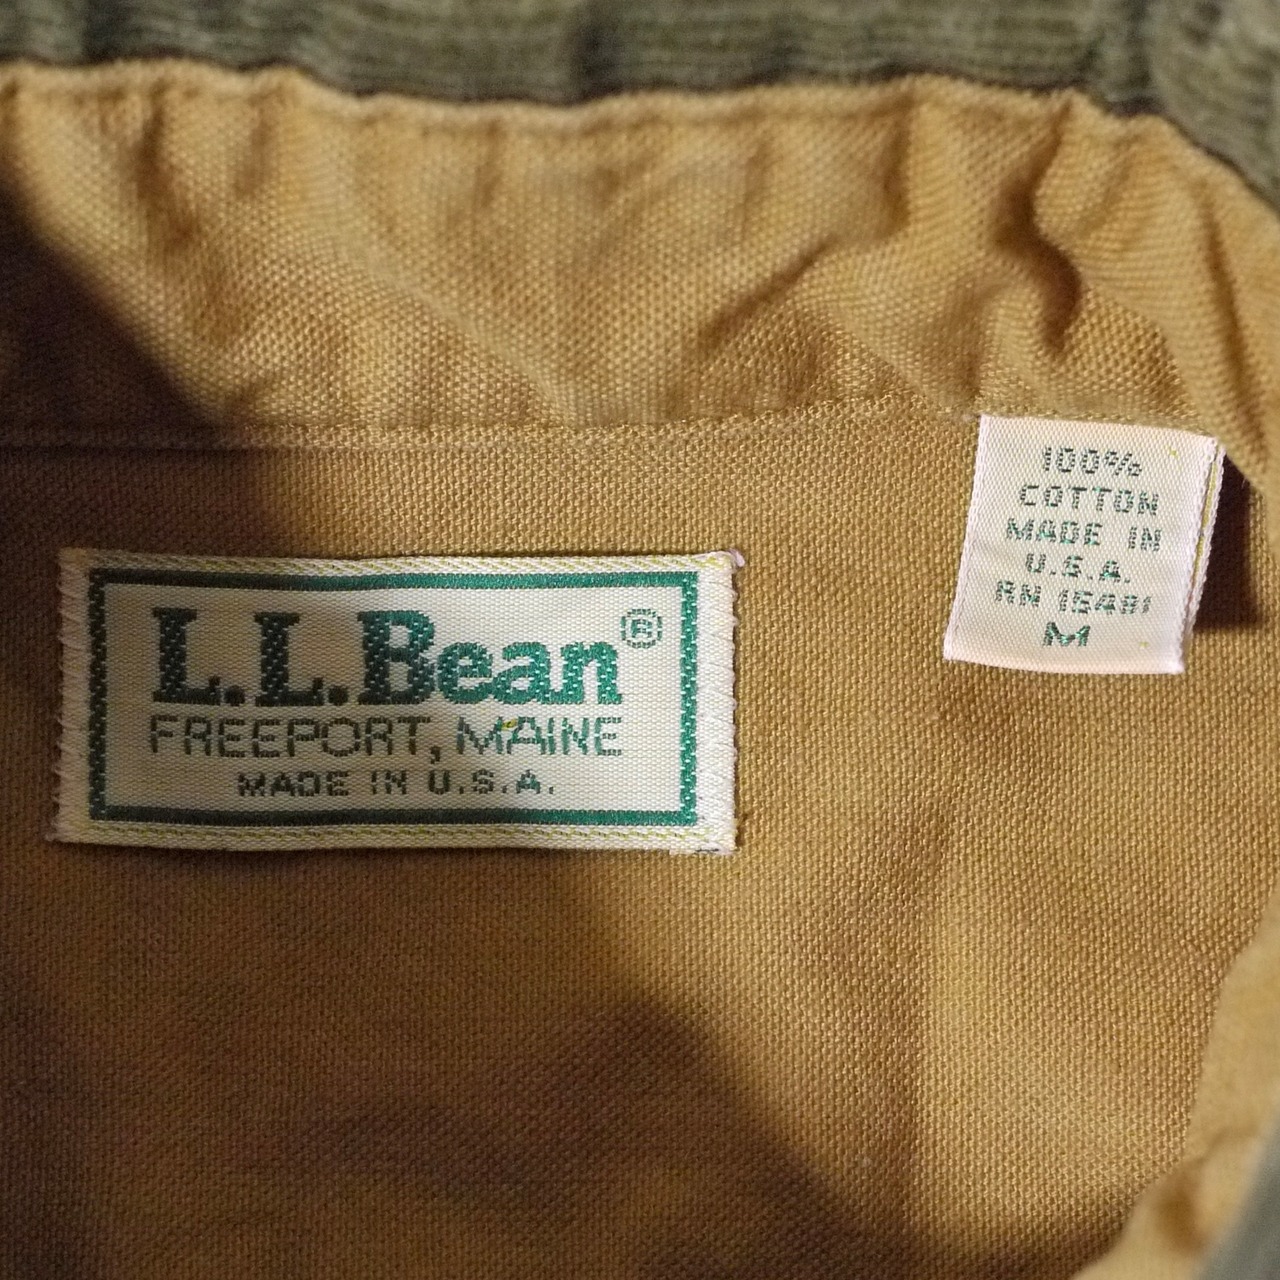 L.L.Bean®
FREEPORT, MAINE
MADE IN U.S.A.
100%
COTTON
MADE IN
U.S.A.
RN 15481
M